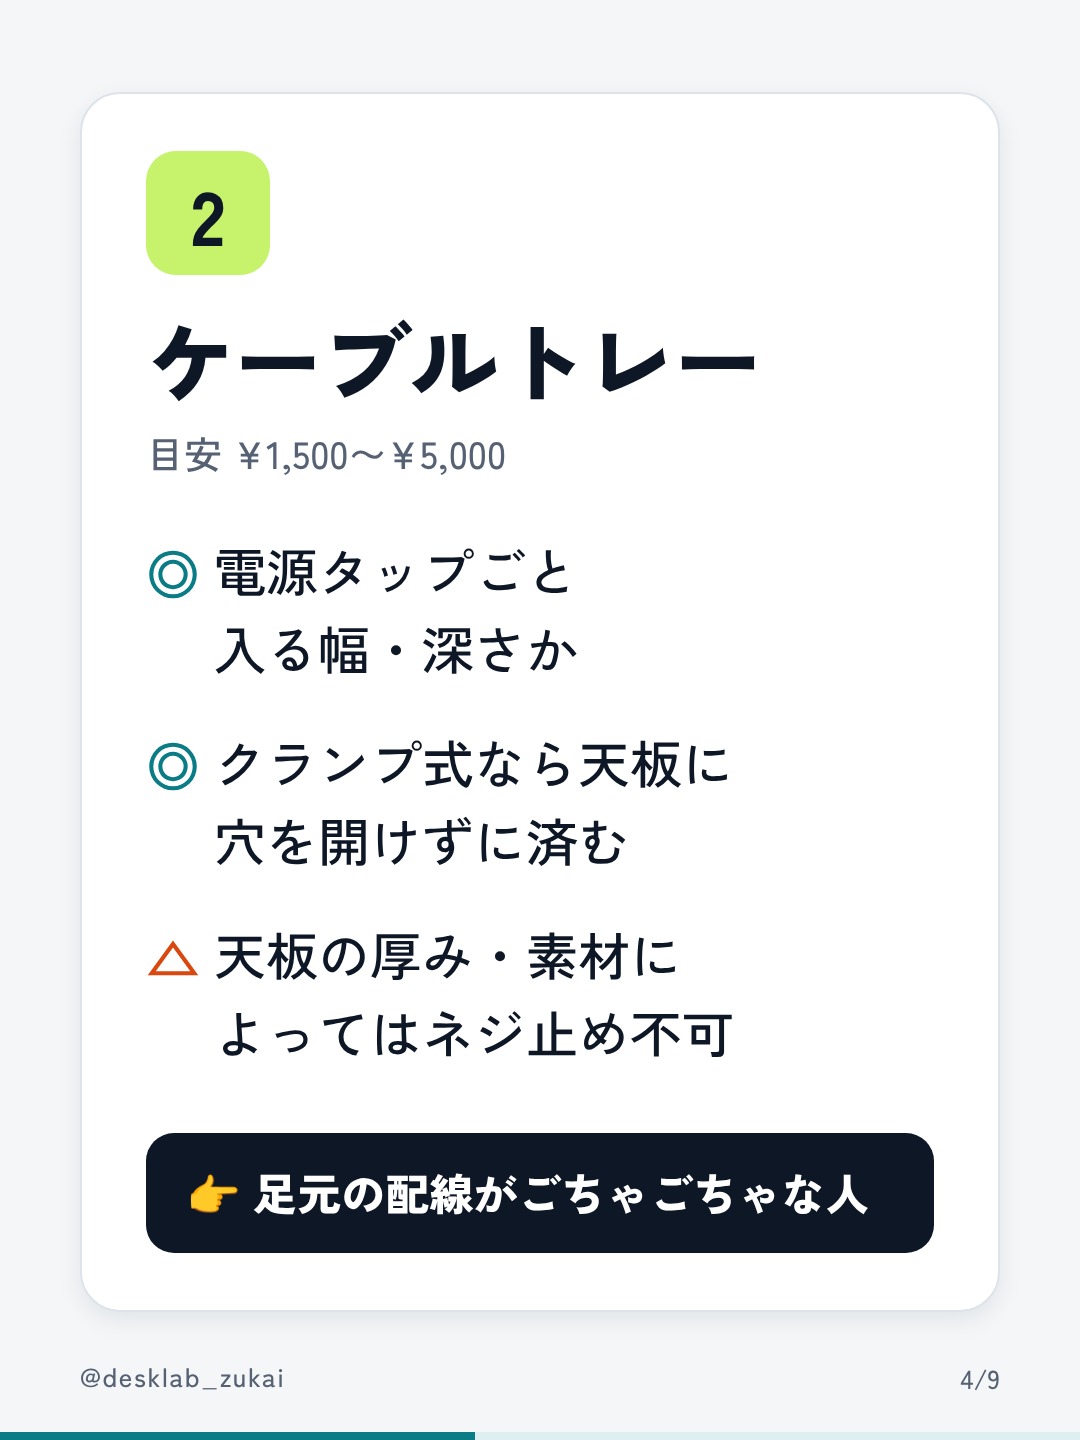 2
ケーブルトレー
目安 ¥1,500〜¥5,000
◎ 電源タップごと
入る幅・深さか
◎ クランプ式なら天板に
穴を開けずに済む
△ 天板の厚み・素材に
よってはネジ止め不可
👉 足元の配線がごちゃごちゃな人
@desklab_zukai
4/9